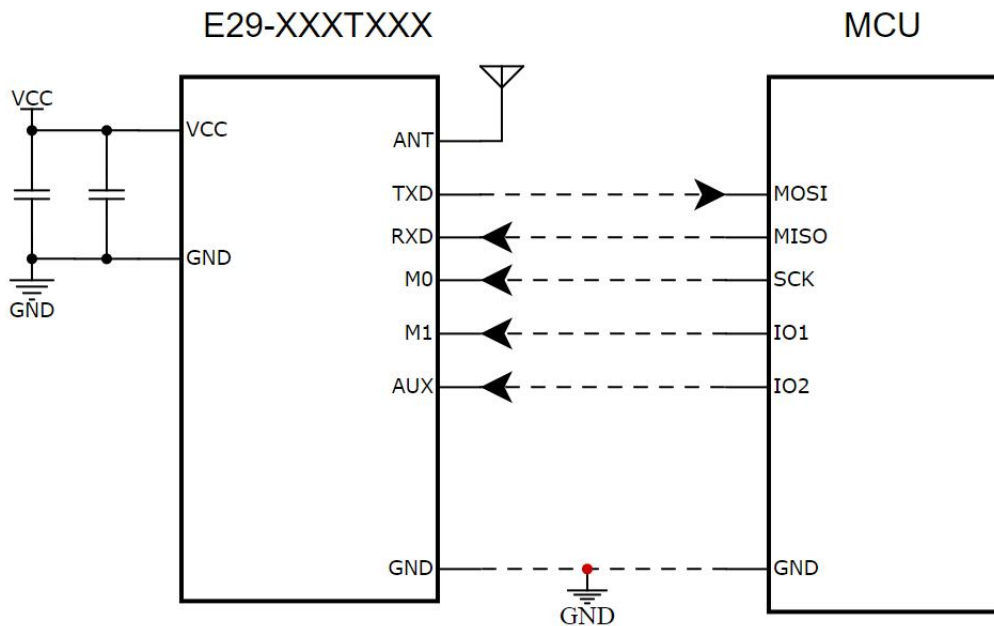 E29-XXXTXXX
MCU
VCC
VCC
ANT
TXD
MOSI
RXD
MISO
GND
M0
SCK
GND
M1
IO1
AUX
IO2
GND
GND
GND